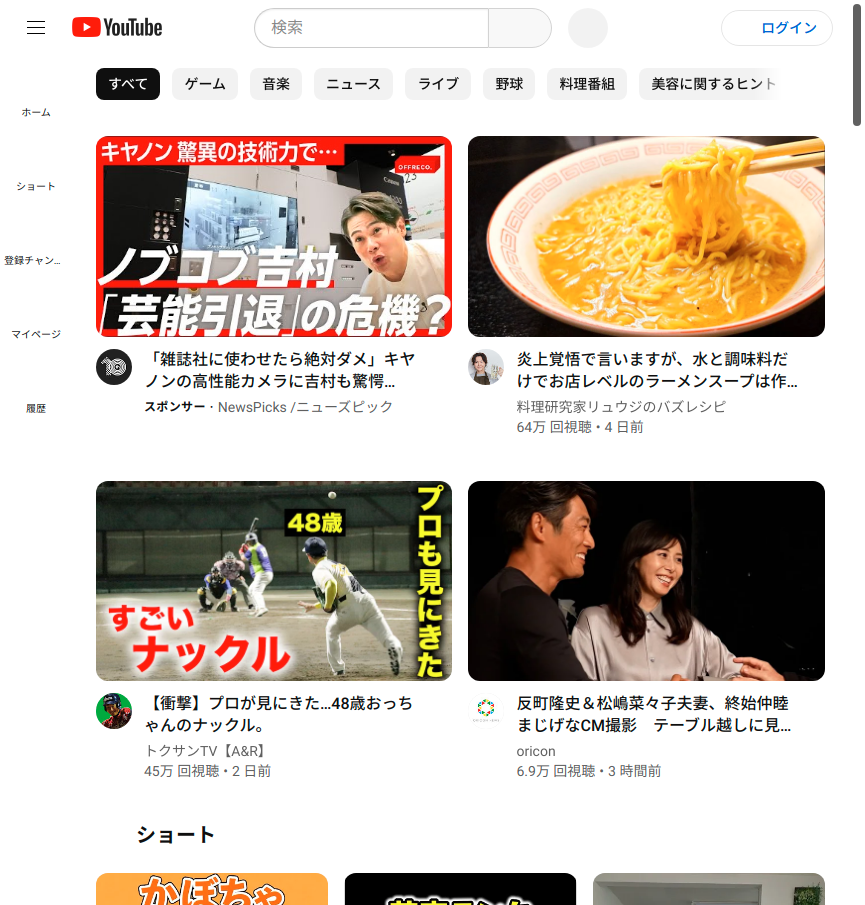 YouTube
検索
ログイン
すべて
ゲーム
音楽
ニュース
ライブ
野球
料理番組
美容に関するヒント
ホーム
ショート
登録チャン...
マイページ
履歴
キヤノン 驚異の技術力で…
OFFRECO.
Canon
ノブコブ吉村
「芸能引退」の危機?
「雑誌社に使わせたら絶対ダメ」キヤ
ノンの高性能カメラに吉村も驚愕...
スポンサー・NewsPicks /ニューズピック
炎上覚悟で言いますが、水と調味料だ
けでお店レベルのラーメンスープは作...
料理研究家リュウジのバズレシピ
64万 回視聴・4 日前
48歳
プロも見にきた
すごい
ナックル
【衝撃】プロが見にきた...48歳おっち
ゃんのナックル。
トクサンTV【A&R】
45万 回視聴・2 日前
反町隆史＆松嶋菜々子夫妻、終始仲睦
まじげなCM撮影　テーブル越しに見...
oricon
6.9万 回視聴・3 時間前
ショート
かぼちゃ